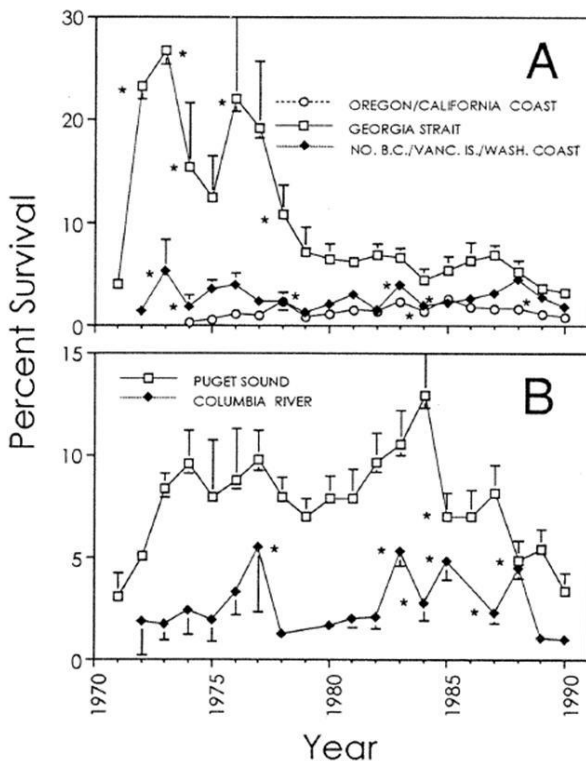 A
30
20
10
0
OREGON/CALIFORNIA COAST
GEORGIA STRAIT
NO. B.C./VANC. IS./WASH. COAST
Percent Survival
B
15
10
5
0
PUGET SOUND
COLUMBIA RIVER
1970
1975
1980
1985
1990
Year